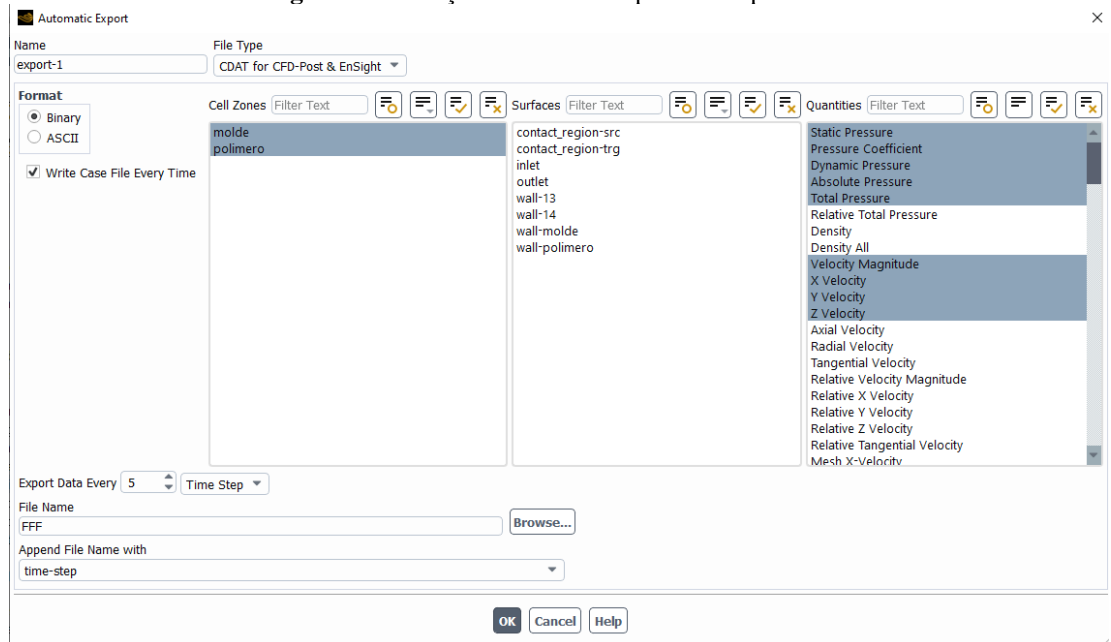 Automatic Export
Name
File Type
export-1
CDAT for CFD-Post & EnSight
Format
Binary
ASCII
Write Case File Every Time
Cell Zones Filter Text
molde
polimero
Surfaces Filter Text
contact_region-src
contact_region-trg
inlet
outlet
wall-13
wall-14
wall-molde
wall-polimero
Quantities Filter Text
Static Pressure
Pressure Coefficient
Dynamic Pressure
Absolute Pressure
Total Pressure
Relative Total Pressure
Density
Density All
Velocity Magnitude
X Velocity
Y Velocity
Z Velocity
Axial Velocity
Radial Velocity
Tangential Velocity
Relative Velocity Magnitude
Relative X Velocity
Relative Y Velocity
Relative Z Velocity
Relative Tangential Velocity
Mesh X-Velocity
Export Data Every 5 Time Step
File Name
FFF
Browse...
Append File Name with
time-step
OK Cancel Help